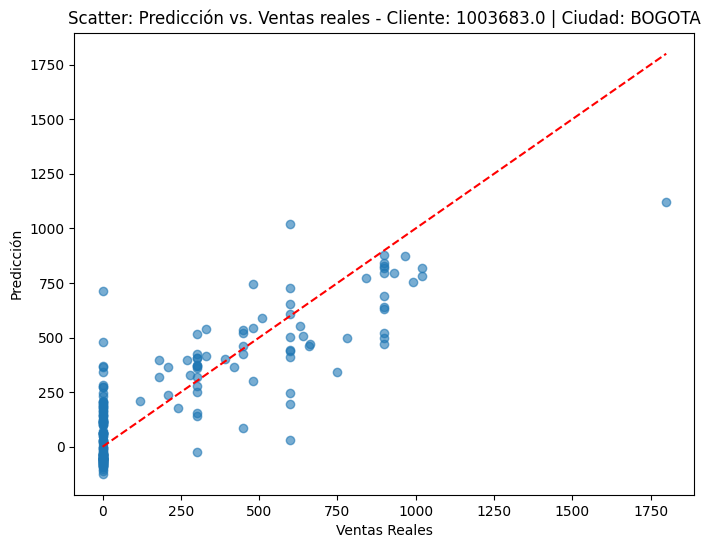 Scatter: Predicción vs. Ventas reales - Cliente: 1003683.0 | Ciudad: BOGOTA
Predicción
1750
1500
1250
1000
750
500
250
0
0 250 500 750 1000 1250 1500 1750
Ventas Reales